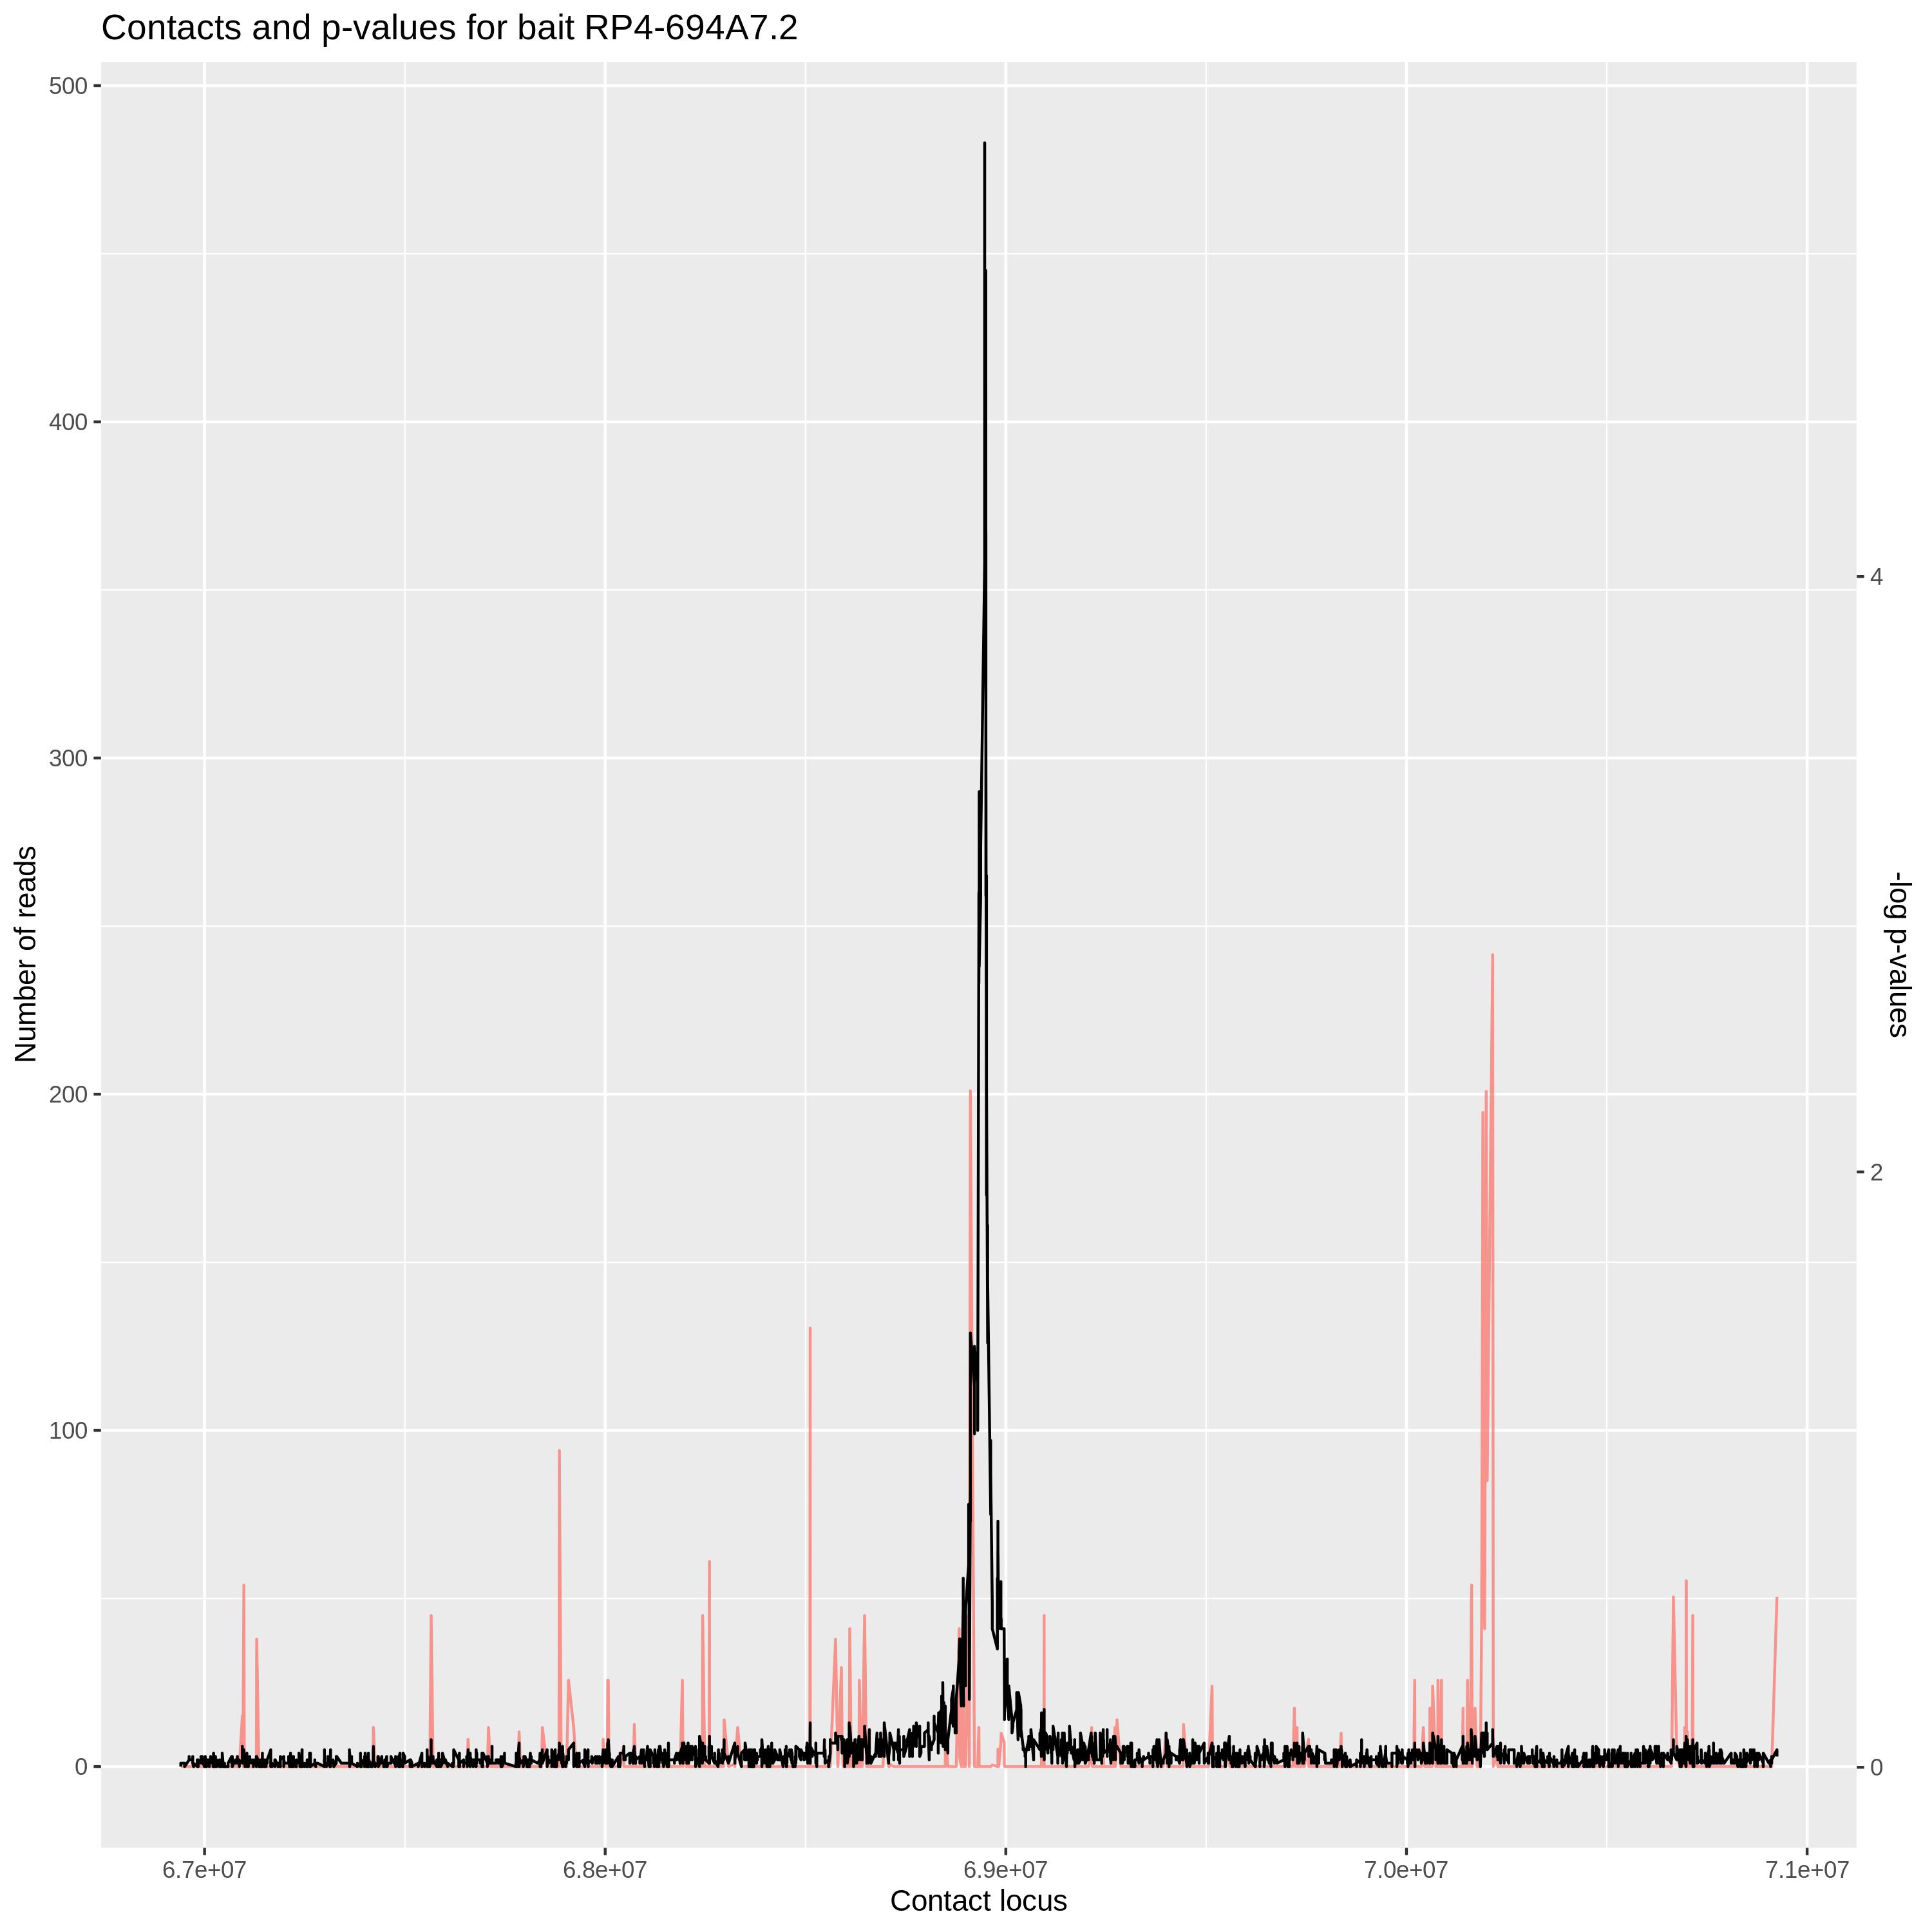 Contacts and p-values for bait RP4-694A7.2
500
400
300
200
100
0
Number of reads
4
2
0
-log p-values
6.7e+07
6.8e+07
6.9e+07
7.0e+07
7.1e+07
Contact locus